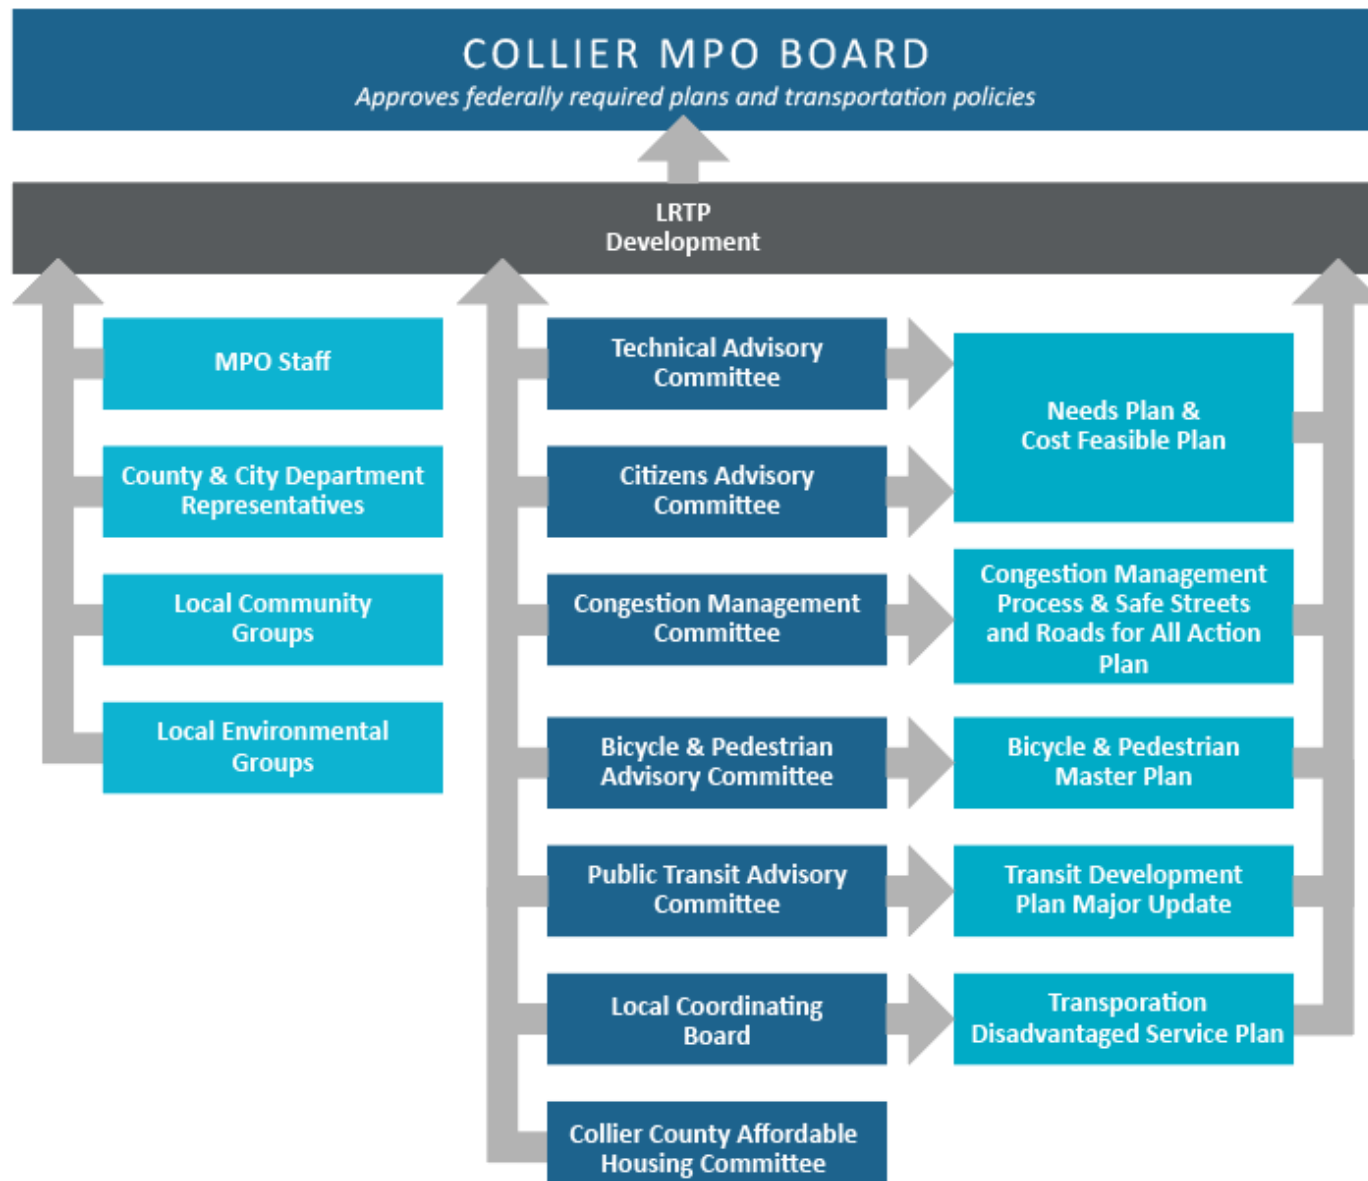 COLLIER MPO BOARD
Approves federally required plans and transportation policies
LRTP
Development
MPO Staff
County & City Department
Representatives
Local Community
Groups
Local Environmental
Groups
Technical Advisory
Committee
Citizens Advisory
Committee
Congestion Management
Committee
Bicycle & Pedestrian
Advisory Committee
Public Transit Advisory
Committee
Local Coordinating
Board
Collier County Affordable
Housing Committee
Needs Plan &
Cost Feasible Plan
Congestion Management
Process & Safe Streets
and Roads for All Action
Plan
Bicycle & Pedestrian
Master Plan
Transit Development
Plan Major Update
Transporation
Disadvantaged Service Plan